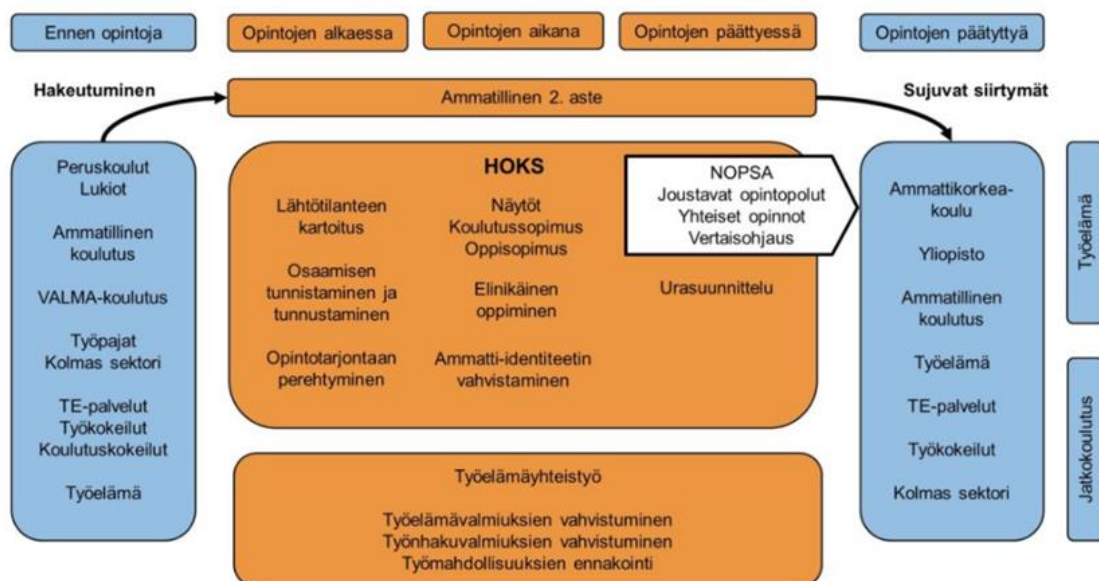 Ennen opintoja
Opintojen alkaessa
Opintojen aikana
Opintojen päättyessä
Opintojen päätyttyä
Hakeutuminen
Ammatillinen 2. aste
Sujuvat siirtymät
Peruskoulut
Lukiot
Ammatillinen
koulutus
VALMA-koulutus
Työpajat
Kolmas sektori
TE-palvelut
Työkokeilut
Koulutuskokeilut
Työelämä
HOKS
Lähtötilanteen
kartoitus
Osaamisen
tunnistaminen ja
tunnustaminen
Opintotarjontaan
perehtyminen
Näytöt
Koulutussopimus
Oppisopimus
Elinikäinen
oppiminen
Ammatti-identiteetin
vahvistaminen
NOPSA
Joustavat opintopolut
Yhteiset opinnot
Vertaisohjaus
Urasuunnittelu
Työelämäyhteistyö
Työelämävalmiuksien vahvistuminen
Työnhakuvalmiuksien vahvistuminen
Työmahdollisuuksien ennakointi
Ammattikorkea-
koulu
Yliopisto
Ammatillinen
koulutus
Työelämä
TE-palvelut
Työkokeilut
Kolmas sektori
Työelämä
Jatkokoulutus